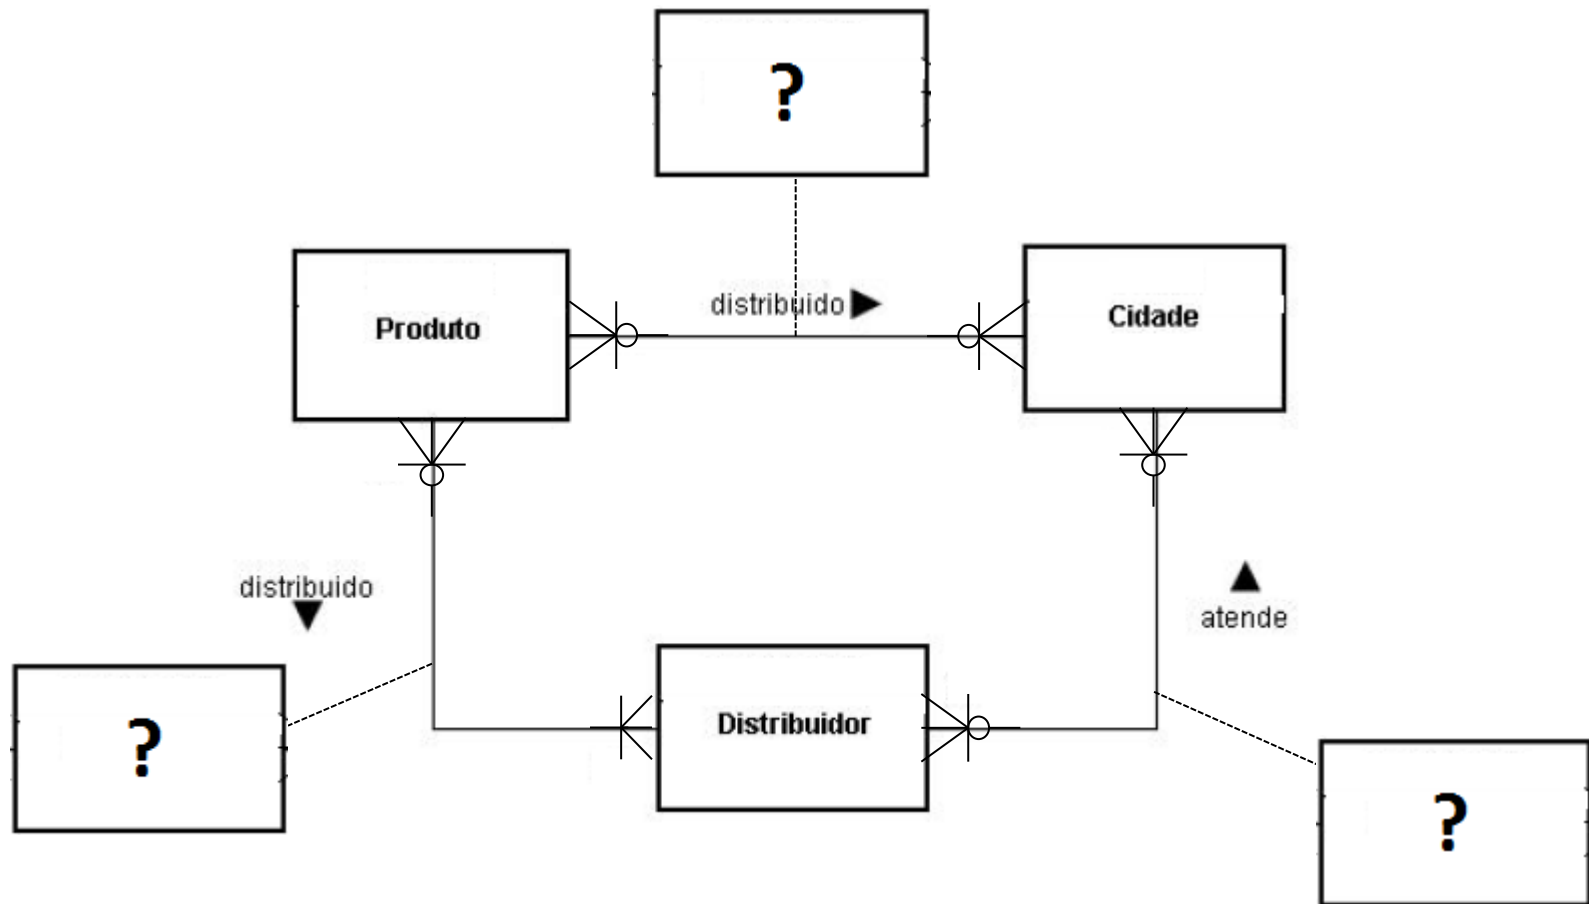 ?
distribuido
Produto
Cidade
distribuido
atende
?
Distribuidor
?